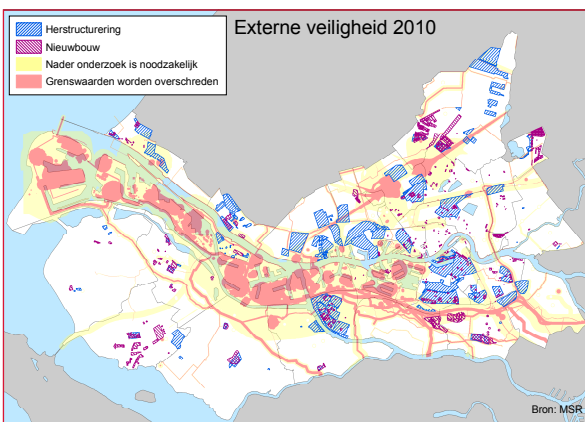 Externe veiligheid 2010
Herstructurering
Nieuwbouw
Nader onderzoek is noodzakelijk
Grenswaarden worden overschreden
Bron: MSR